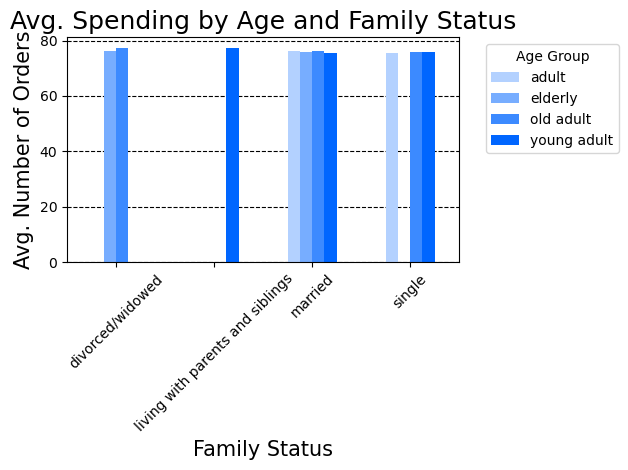 Avg. Spending by Age and Family Status
Avg. Number of Orders
80
60
40
20
0
divorced/widowed
living with parents and siblings
married
single
Family Status
Age Group
adult
elderly
old adult
young adult